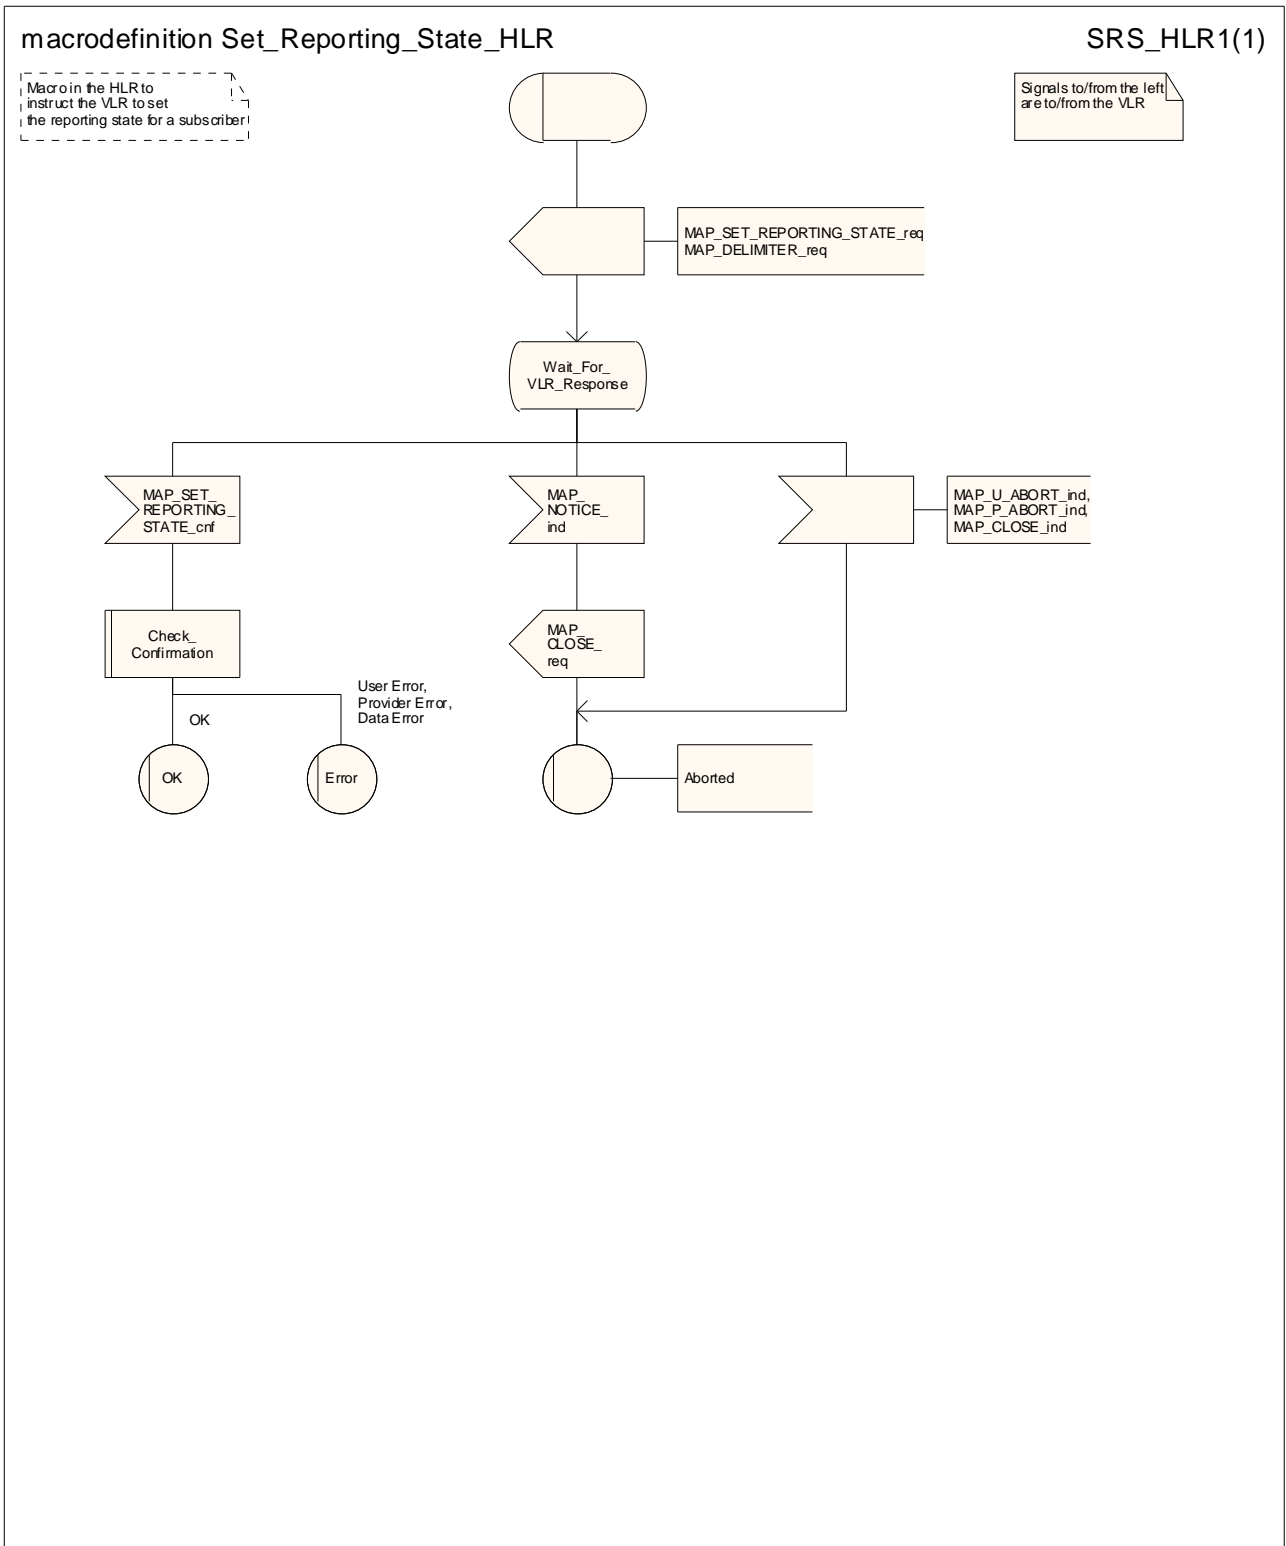 macrodefinition Set_Reporting_State_HLR
SRS_HLR1(1)
Macro in the HLR to
instruct the VLR to set
the reporting state for a subscriber
Signals to/from the left
are to/from the VLR
MAP_SET_REPORTING_STATE_req
MAP_DELIMITER_req
Wait_For_
VLR_Response
MAP_SET_
REPORTING_
STATE_cnf
MAP_
NOTICE_
ind
MAP_U_ABORT_ind,
MAP_P_ABORT_ind,
MAP_CLOSE_ind
Check_
Confirmation
MAP_
CLOSE_
req
User Error,
Provider Error,
Data Error
OK
OK
Error
Aborted